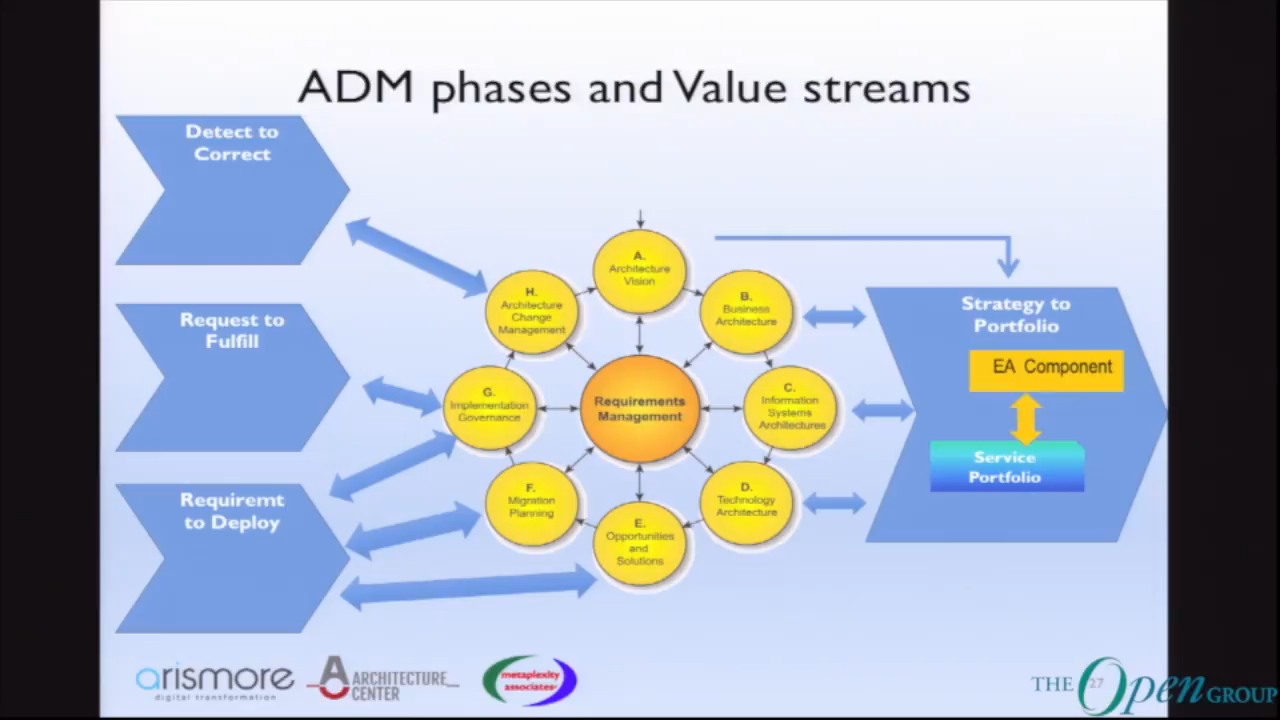 ADM phases and Value streams
Detect to
Correct
Request to
Fulfill
Requiremt
to Deploy
A.
Architecture
Vision
B.
Business
Architecture
C.
Information
Systems
Architectures
D.
Technology
Architecture
E.
Opportunities
and
Solutions
F.
Migration
Planning
G.
Implementation
Governance
H.
Architecture
Change
Management
Requirements
Management
Strategy to
Portfolio
EA Component
Service
Portfolio
arismore
digital transformation
A
ARCHITECTURE
CENTER
metaplexity
associates
THE Open GROUP
27